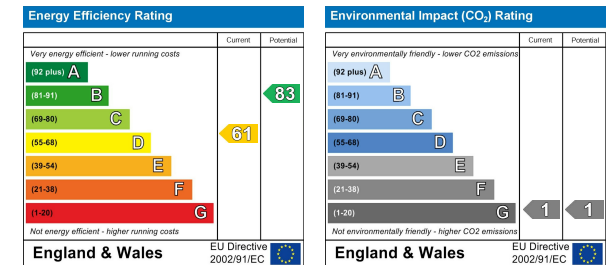 Energy Efficiency Rating
Current Potential
Very energy efficient - lower running costs
(92 plus) A
(81-91) B
83
(69-80) C
(55-68) D
61
(39-54) E
(21-38) F
(1-20) G
Not energy efficient - higher running costs
England & Wales
EU Directive
2002/91/EC
Environmental Impact (CO₂) Rating
Current Potential
Very environmentally friendly - lower CO2 emissions
(92 plus) A
(81-91) B
(69-80) C
(55-68) D
(39-54) E
(21-38) F
(1-20) G
1 1
Not environmentally friendly - higher CO2 emissions
England & Wales
EU Directive
2002/91/EC